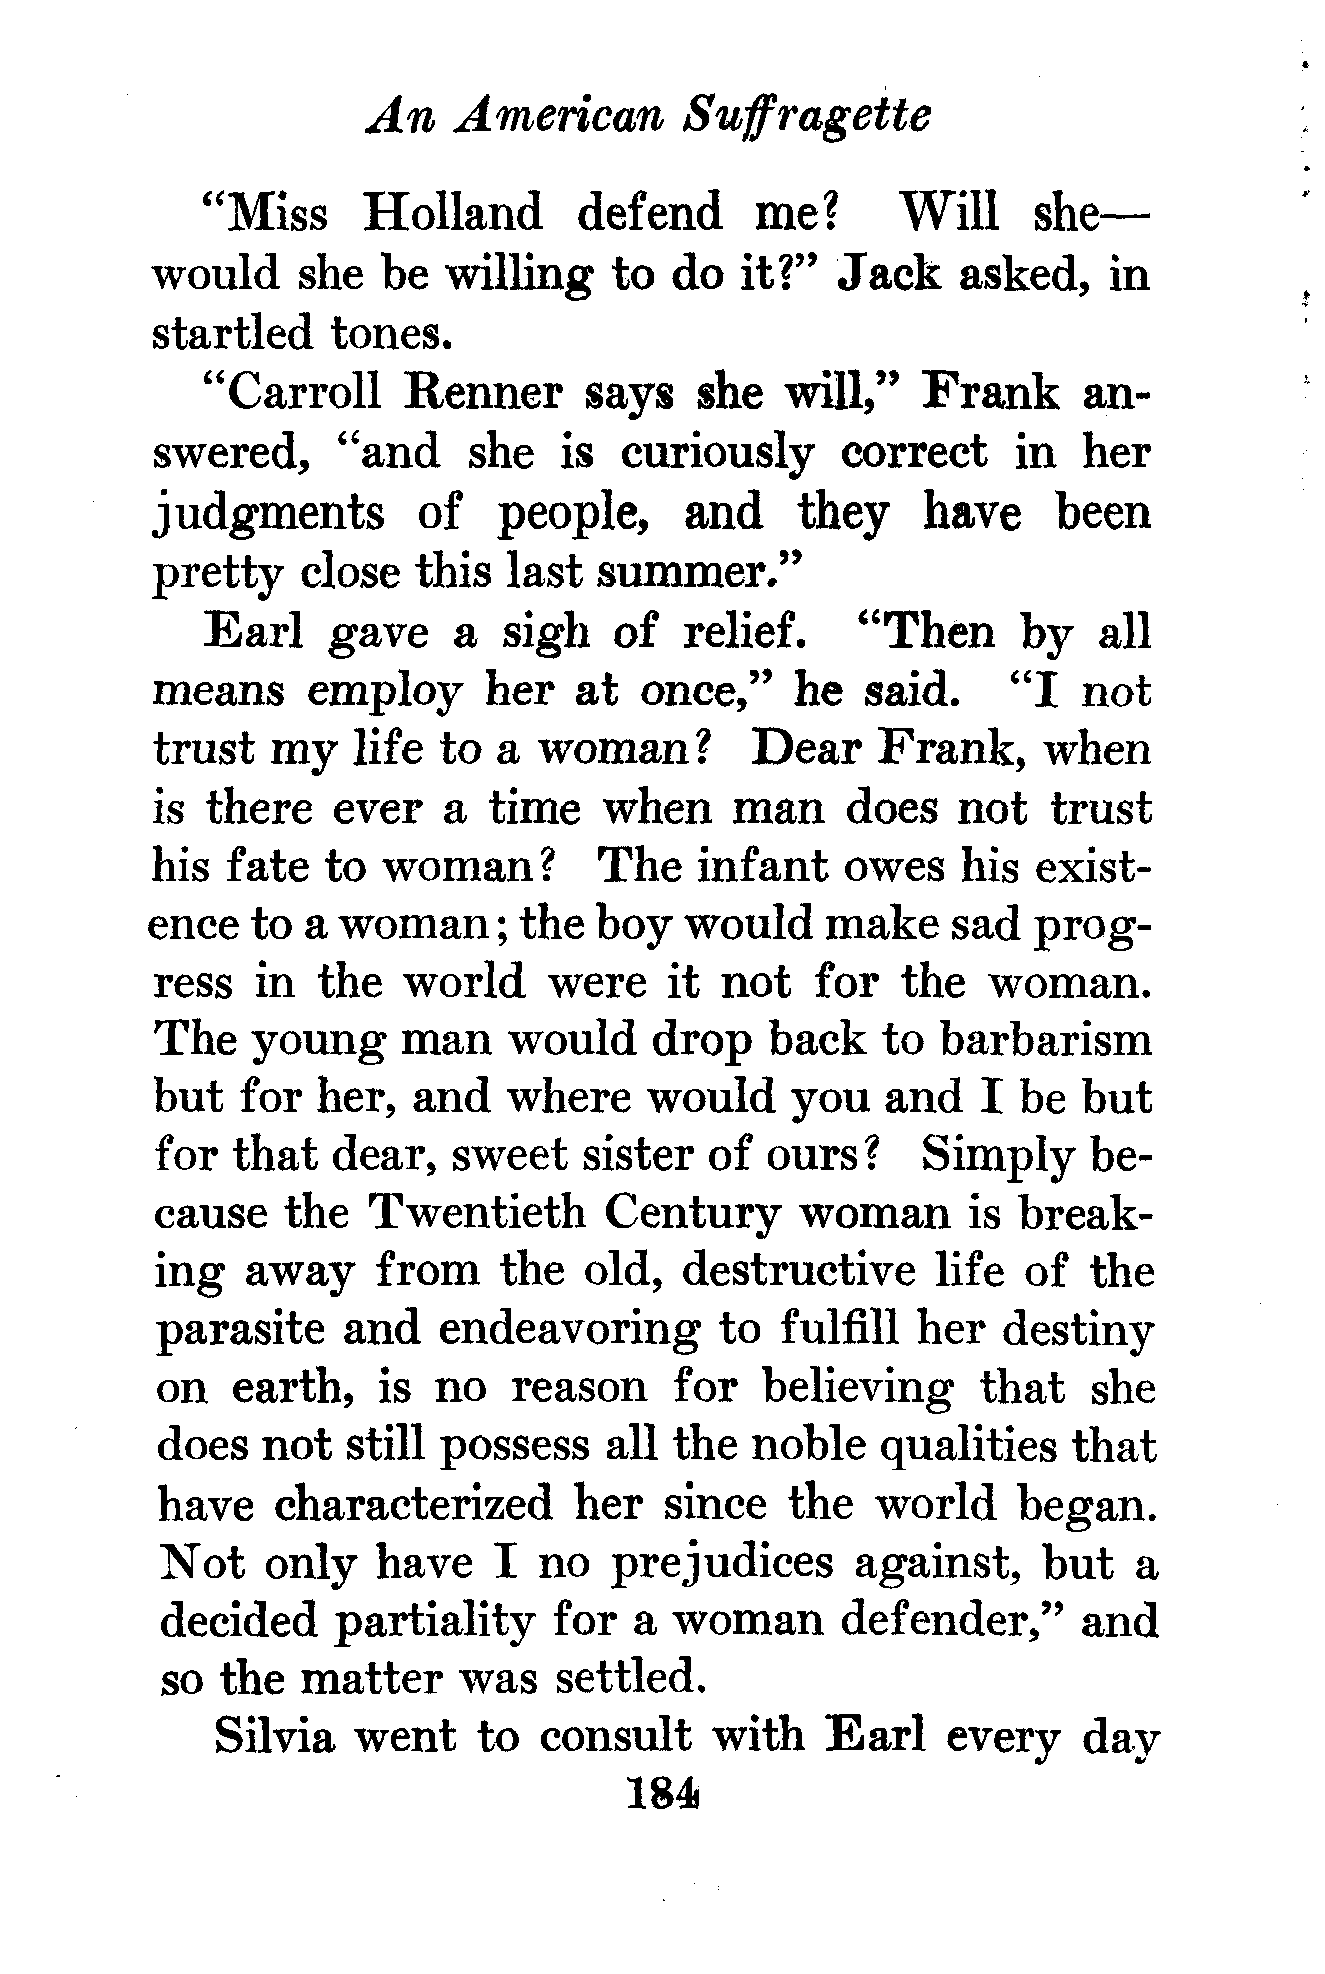 An American Suffragette
“Miss Holland defend me? Will she—
would she be willing to do it?” Jack asked, in
startled tones.
“Carroll Renner says she will,” Frank an-
swered, “and she is curiously correct in her
judgments of people, and they have been
pretty close this last summer.”
Earl gave a sigh of relief. “Then by all
means employ her at once,” he said. “I not
trust my life to a woman? Dear Frank, when
is there ever a time when man does not trust
his fate to woman? The infant owes his exist-
ence to a woman; the boy would make sad prog-
ress in the world were it not for the woman.
The young man would drop back to barbarism
but for her, and where would you and I be but
for that dear, sweet sister of ours? Simply be-
cause the Twentieth Century woman is break-
ing away from the old, destructive life of the
parasite and endeavoring to fulfill her destiny
on earth, is no reason for believing that she
does not still possess all the noble qualities that
have characterized her since the world began.
Not only have I no prejudices against, but a
decided partiality for a woman defender,” and
so the matter was settled.
Silvia went to consult with Earl every day
184